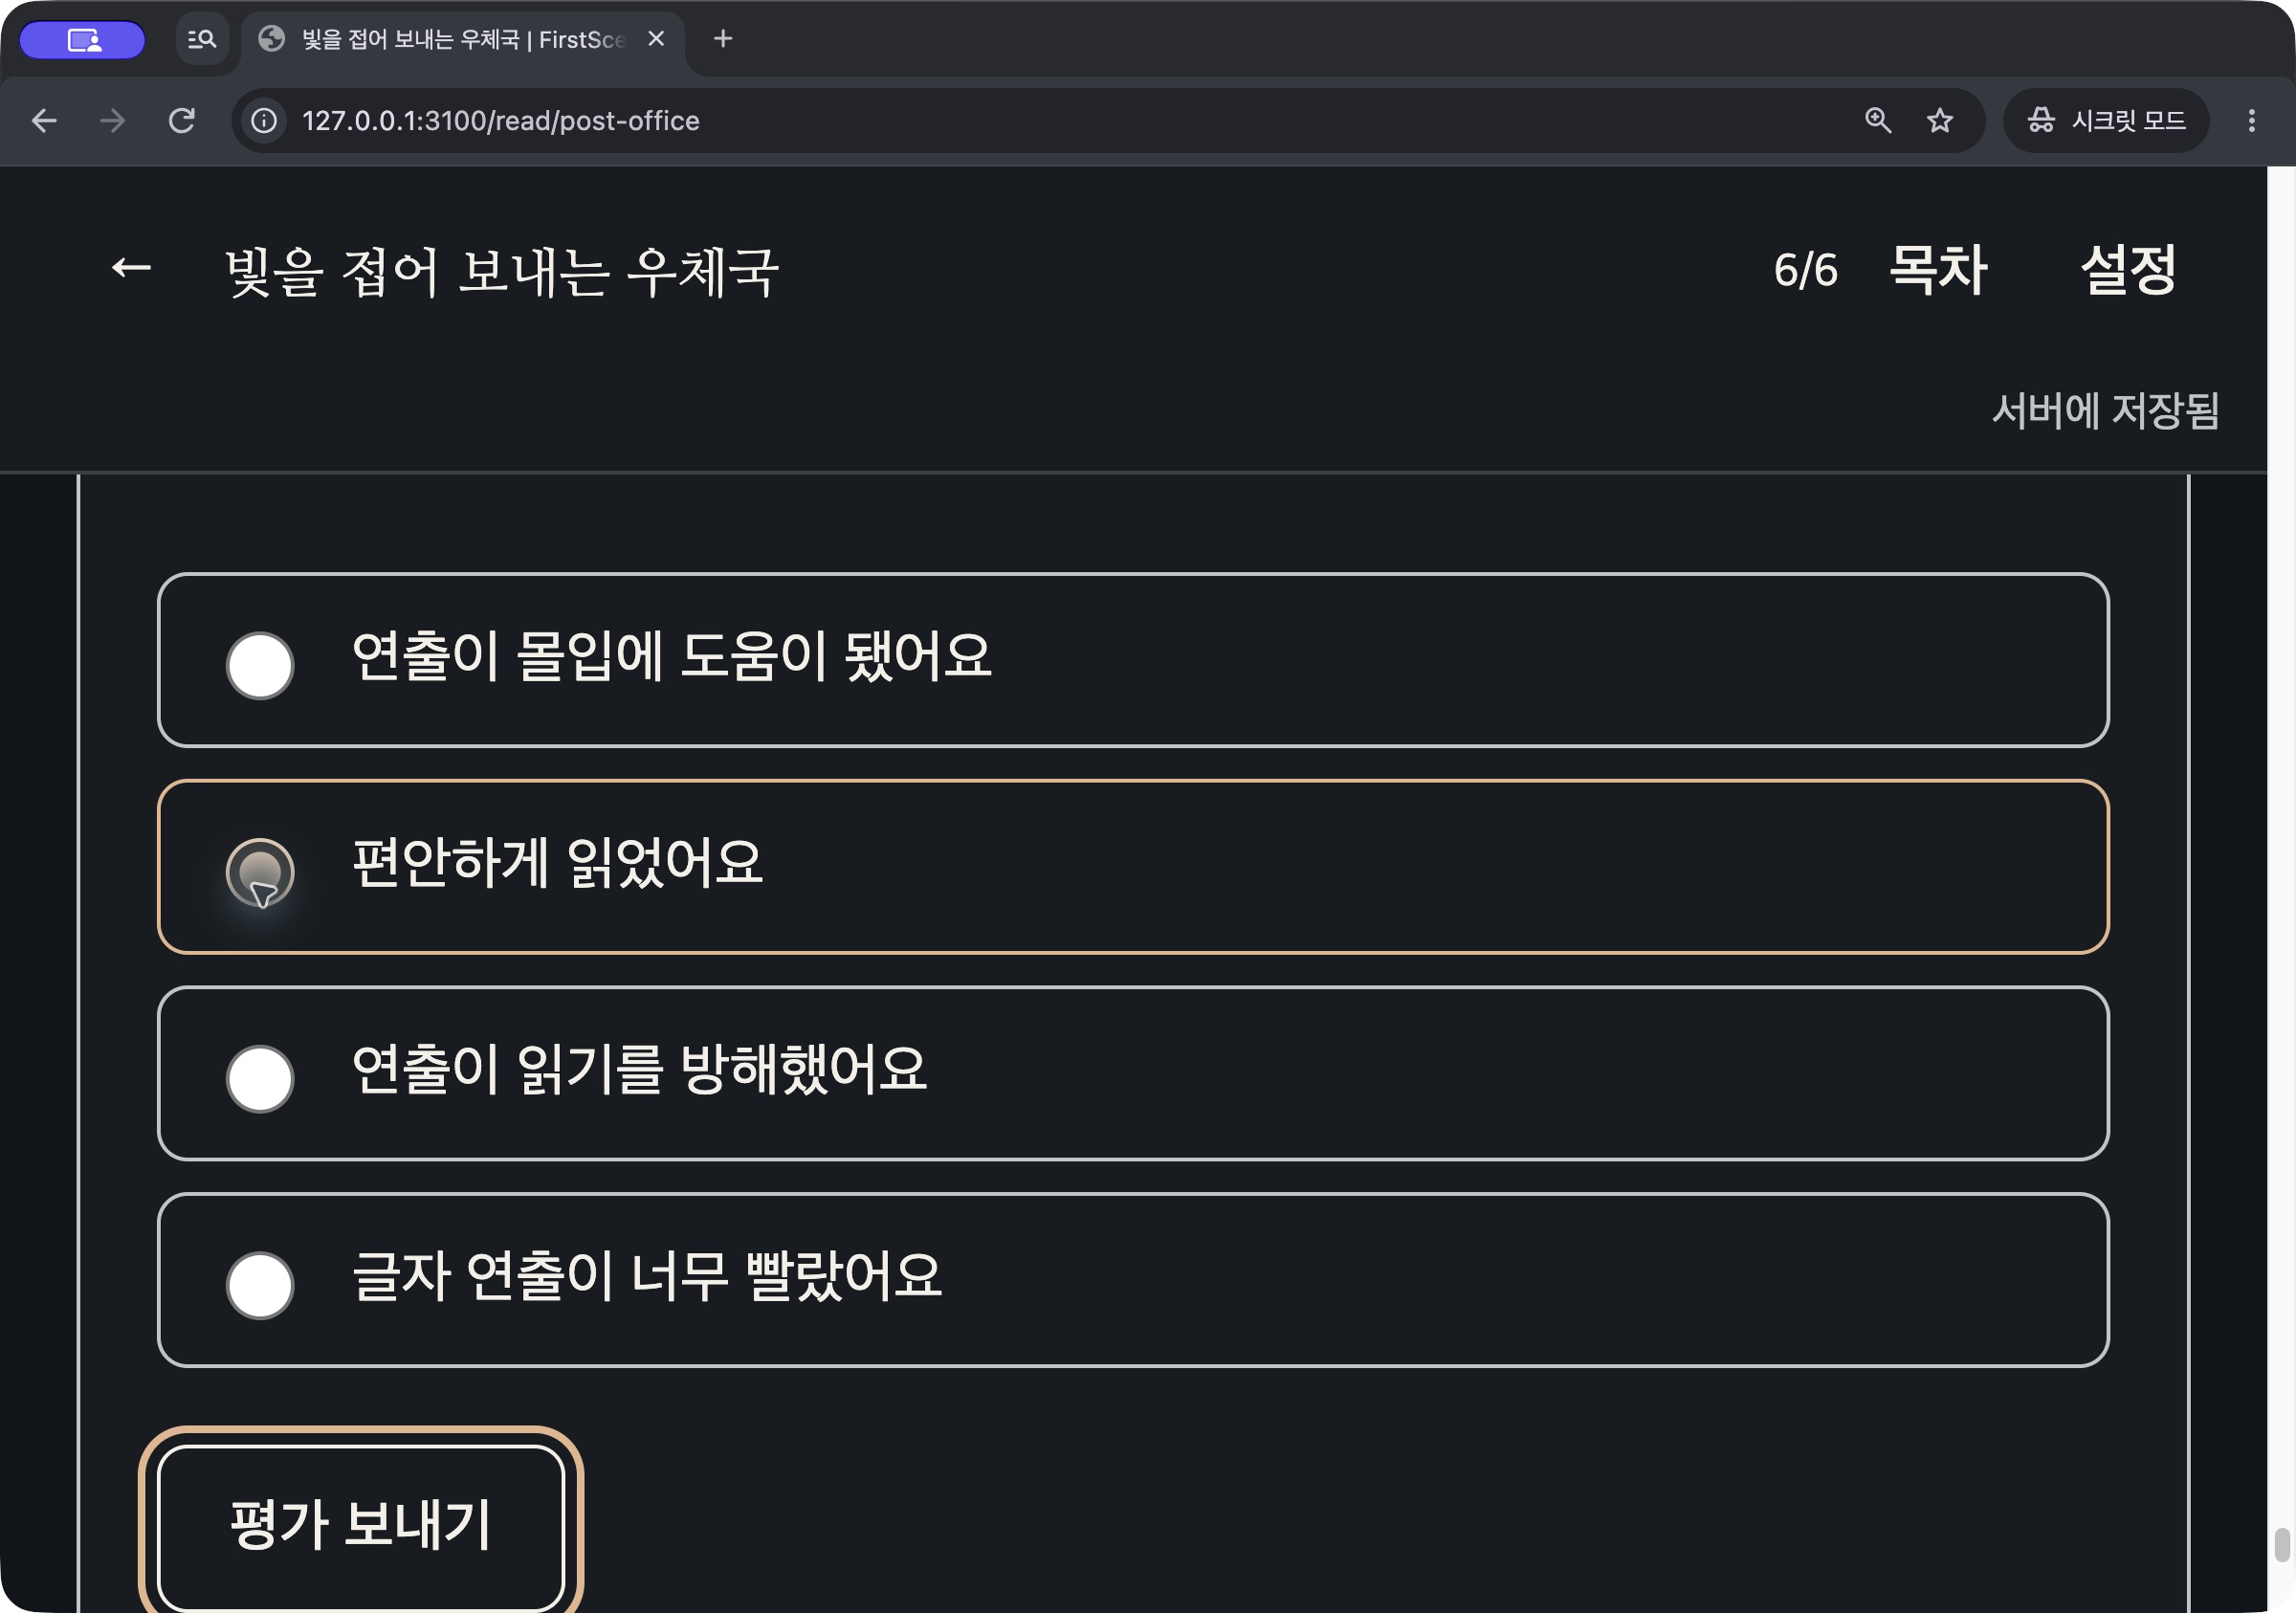 빛을 접어 보내는 우체국 | FirstSce
127.0.0.1:3100/read/post-office
시크릿 모드
빛을 접어 보내는 우체국
6/6 목차 설정
서버에 저장됨
연출이 몰입에 도움이 됐어요
편안하게 읽었어요
연출이 읽기를 방해했어요
글자 연출이 너무 빨랐어요
평가 보내기